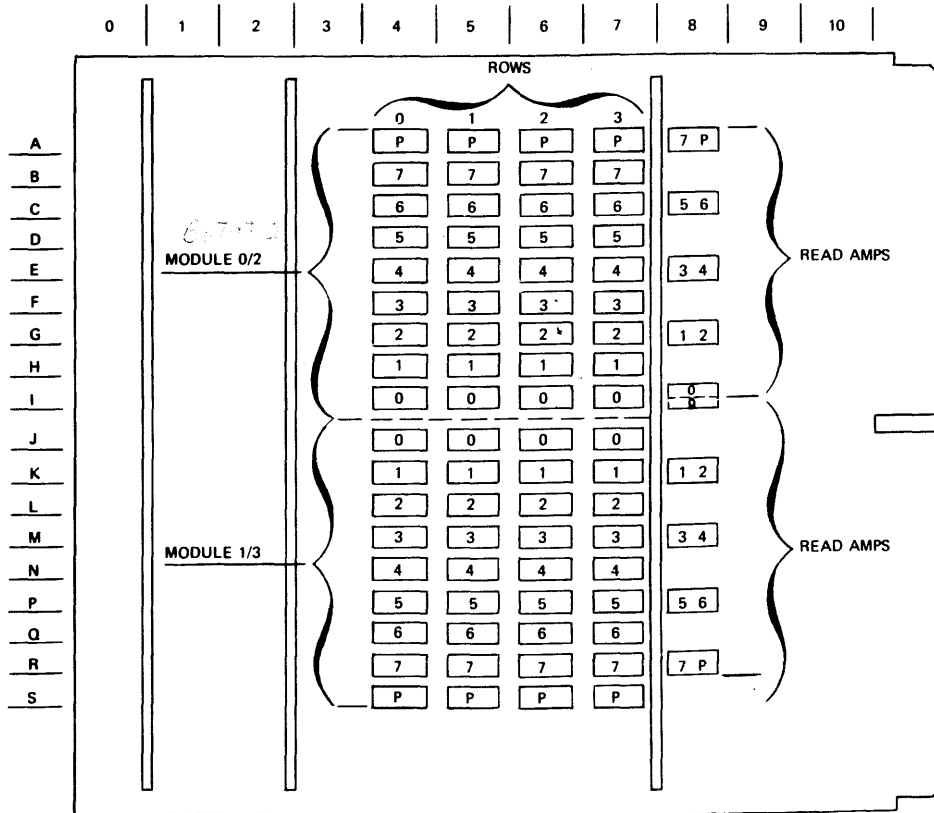 0 1 2 3 4 5 6 7 8 9 10
ROWS
0 1 2 3
A P P P P 7 P
B 7 7 7 7
C 6 6 6 6 5 6
D 5 5 5 5
MODULE 0/2 READ AMPS
E 4 4 4 4 3 4
F 3 3 3 3
G 2 2 2 2 1 2
H 1 1 1 1
I 0 0 0 0 0
0
J 0 0 0 0
K 1 1 1 1 1 2
L 2 2 2 2
M 3 3 3 3 3 4
MODULE 1/3 READ AMPS
N 4 4 4 4
P 5 5 5 5 5 6
Q 6 6 6 6
R 7 7 7 7 7 P
S P P P P